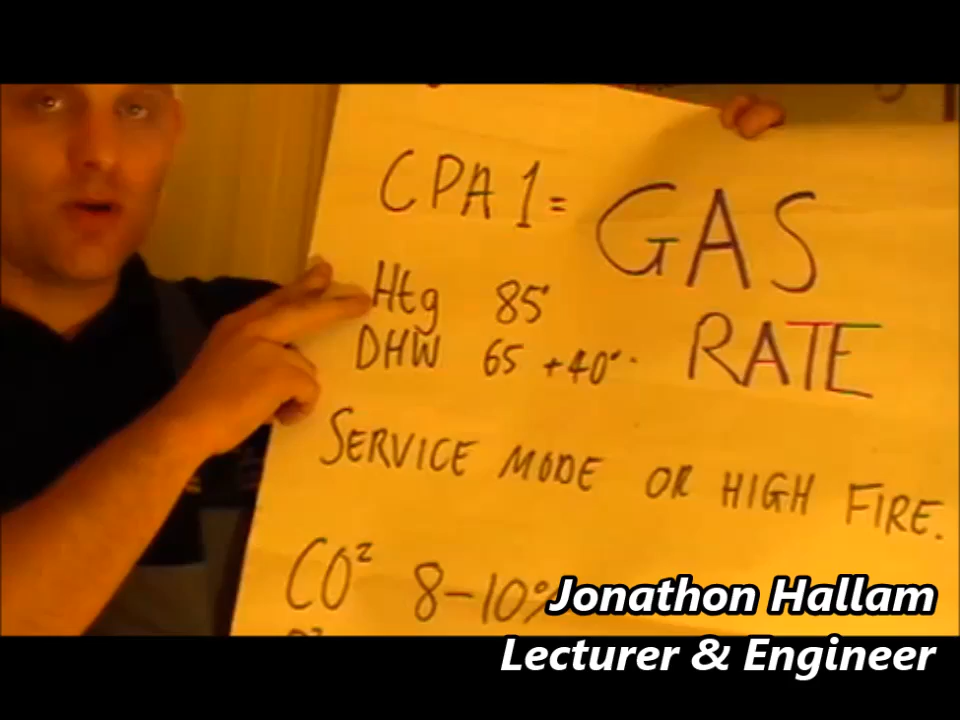 CPA 1 = GAS
RATE
Htg 85°
DHW 65 + 40°
SERVICE MODE OR HIGH FIRE.
CO² 8-10%
Jonathon Hallam
Lecturer & Engineer